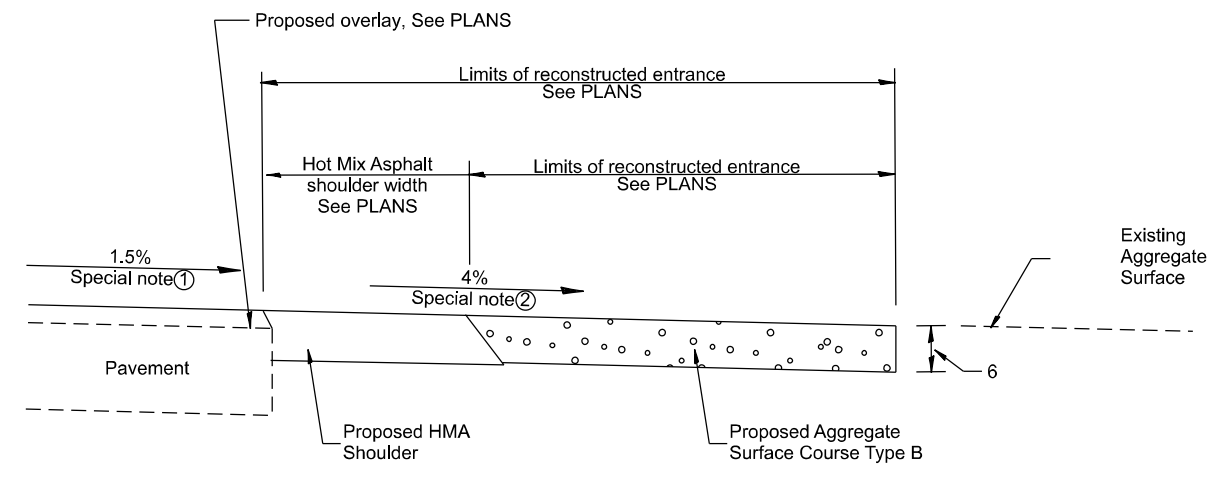 Proposed overlay, See PLANS
Limits of reconstructed entrance
See PLANS
Hot Mix Asphalt
shoulder width
See PLANS
Limits of reconstructed entrance
See PLANS
1.5%
Special note①
4%
Special note②
Existing
Aggregate
Surface
Pavement
6
Proposed HMA
Shoulder
Proposed Aggregate
Surface Course Type B